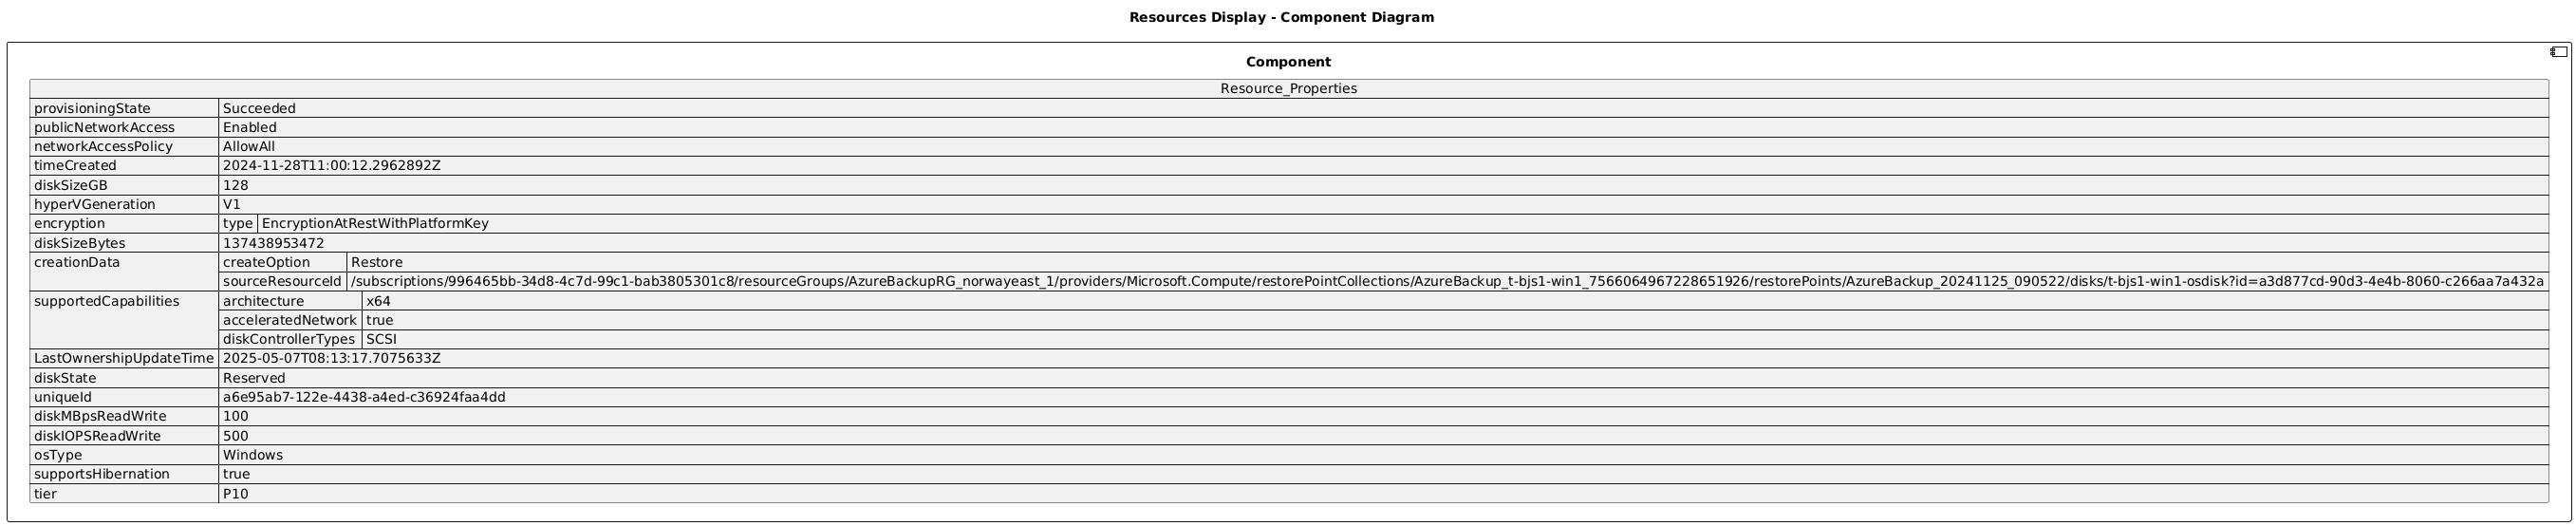 Resources Display - Component Diagram
Component
Resource_Properties
provisioningState Succeeded
publicNetworkAccess Enabled
networkAccessPolicy AllowAll
timeCreated 2024-11-28T11:00:12.2962892Z
diskSizeGB 128
hyperVGeneration V1
encryption type EncryptionAtRestWithPlatformKey
diskSizeBytes 137438953472
creationData createOption Restore
sourceResourceId /subscriptions/996465bb-34d8-4c7d-99c1-bab3805301c8/resourceGroups/AzureBackupRG_norwayeast_1/providers/Microsoft.Compute/restorePointCollections/AzureBackup_t-bjs1-win1_7566064967228651926/restorePoints/AzureBackup_20241125_090522/disks/t-bjs1-win1-osdisk?id=a3d877cd-90d3-4e4b-8060-c266aa7a432a
supportedCapabilities architecture x64
acceleratedNetwork true
diskControllerTypes SCSI
LastOwnershipUpdateTime 2025-05-07T08:13:17.7075633Z
diskState Reserved
uniqueId a6e95ab7-122e-4438-a4ed-c36924faa4dd
diskMBpsReadWrite 100
diskIOPSReadWrite 500
osType Windows
supportsHibernation true
tier P10